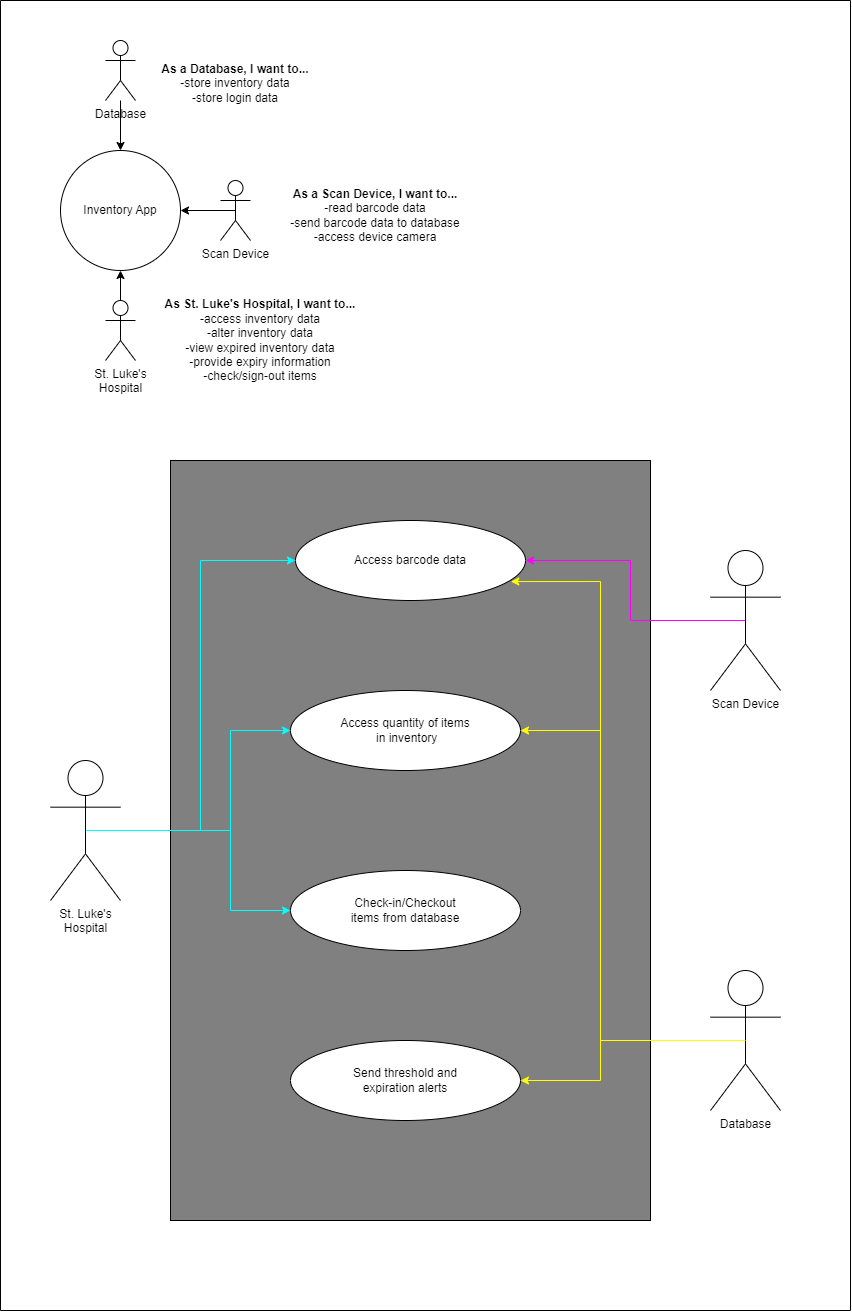 As a Database, I want to...
-store inventory data
-store login data
Database
Inventory App
As a Scan Device, I want to...
-read barcode data
-send barcode data to database
-access device camera
Scan Device
As St. Luke's Hospital, I want to...
-access inventory data
-alter inventory data
-view expired inventory data
-provide expiry information
-check/sign-out items
St. Luke's
Hospital
Access barcode data
Scan Device
Access quantity of items
in inventory
St. Luke's
Hospital
Check-in/Checkout
items from database
Send threshold and
expiration alerts
Database